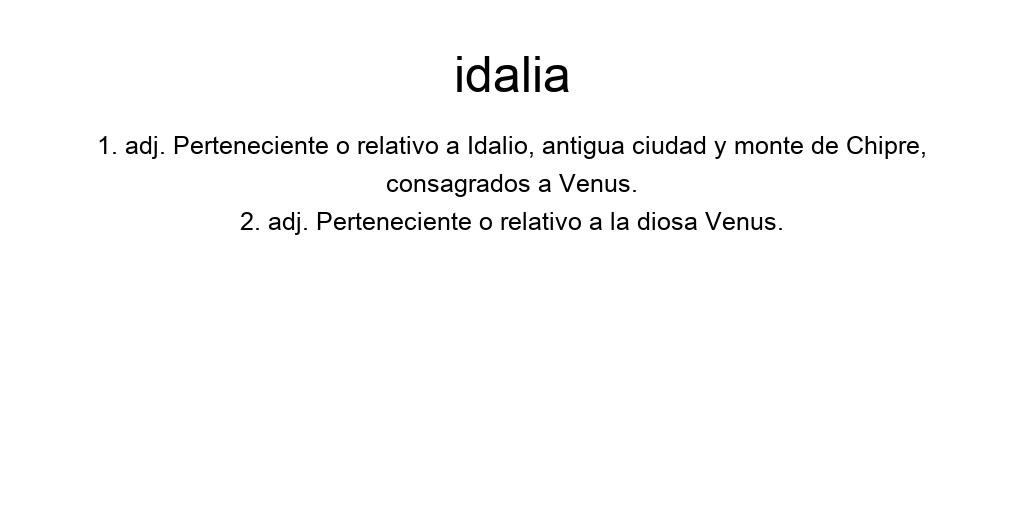 idalia
1. adj. Perteneciente o relativo a Idalio, antigua ciudad y monte de Chipre,
consagrados a Venus.
2. adj. Perteneciente o relativo a la diosa Venus.